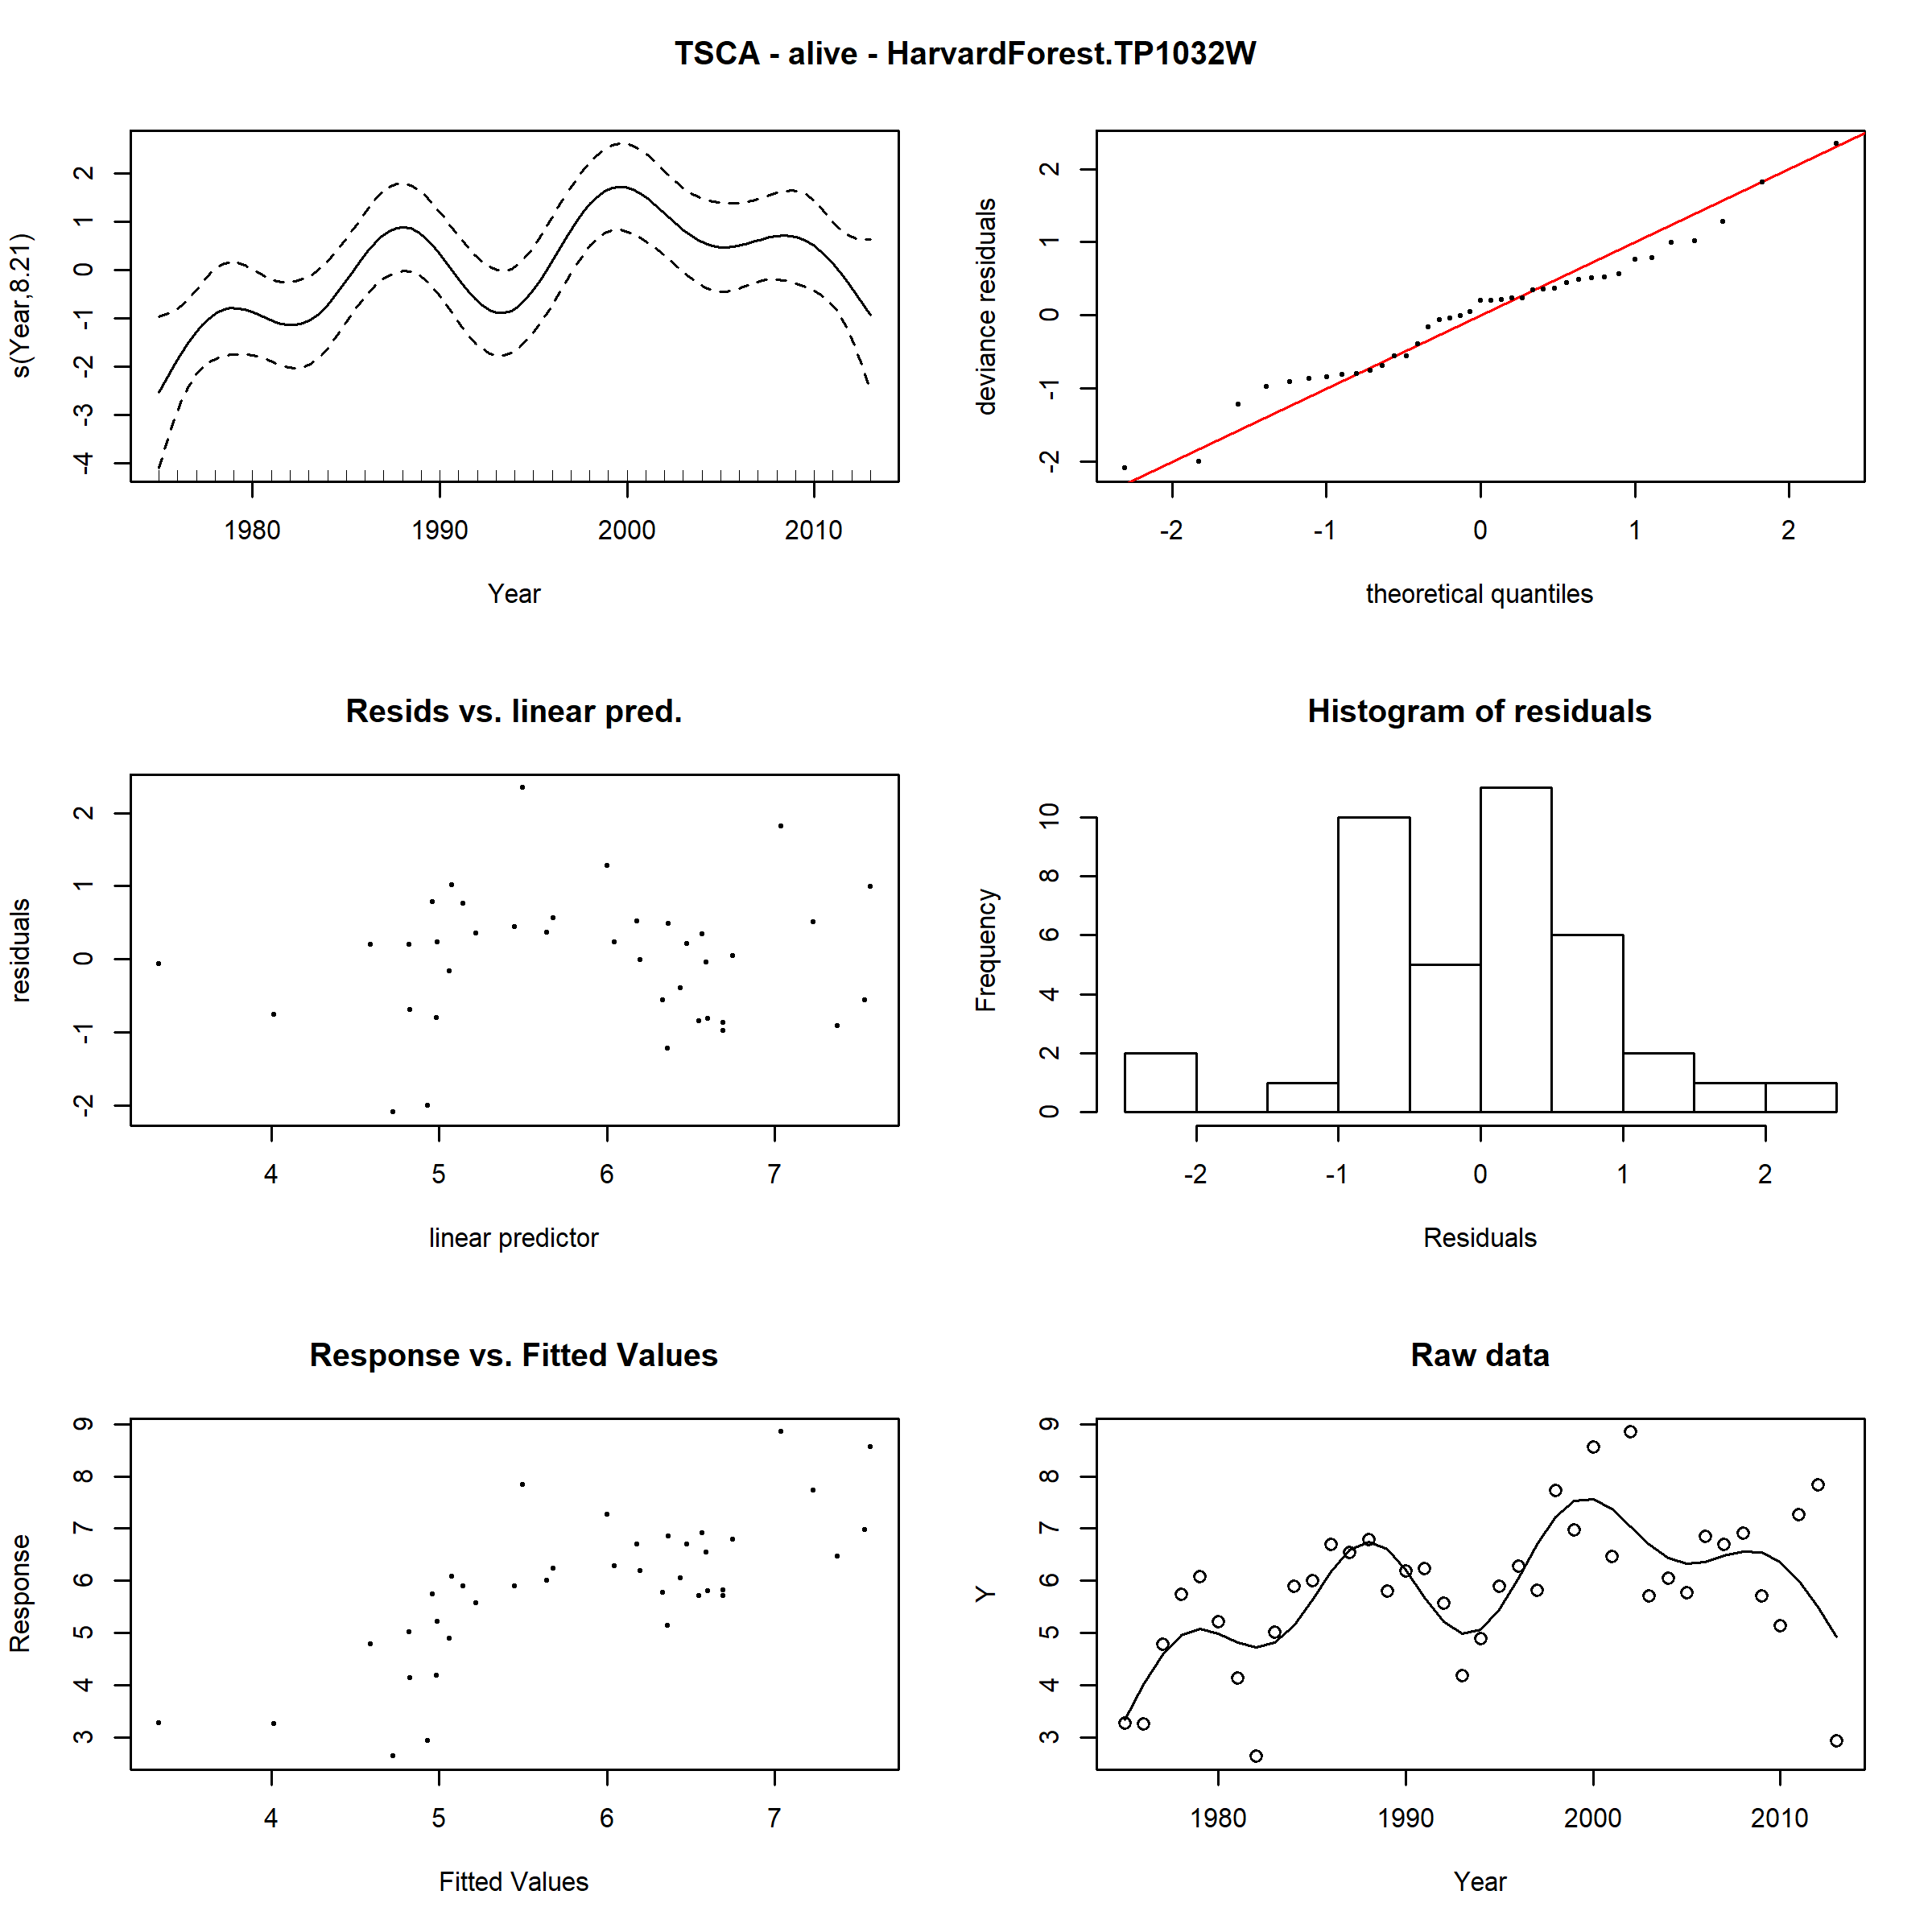 TSCA - alive - HarvardForest.TP1032W
s(Year,8.21)
2
1
0
-1
-2
-3
-4
1980 1990 2000 2010
Year
deviance residuals
2
1
0
-1
-2
-2 -1 0 1 2
theoretical quantiles
Resids vs. linear pred.
residuals
2
1
0
-1
-2
4 5 6 7
linear predictor
Histogram of residuals
Frequency
10
8
6
4
2
0
-2 -1 0 1 2
Residuals
Response vs. Fitted Values
Response
9
8
7
6
5
4
3
4 5 6 7
Fitted Values
Raw data
Y
9
8
7
6
5
4
3
1980 1990 2000 2010
Year